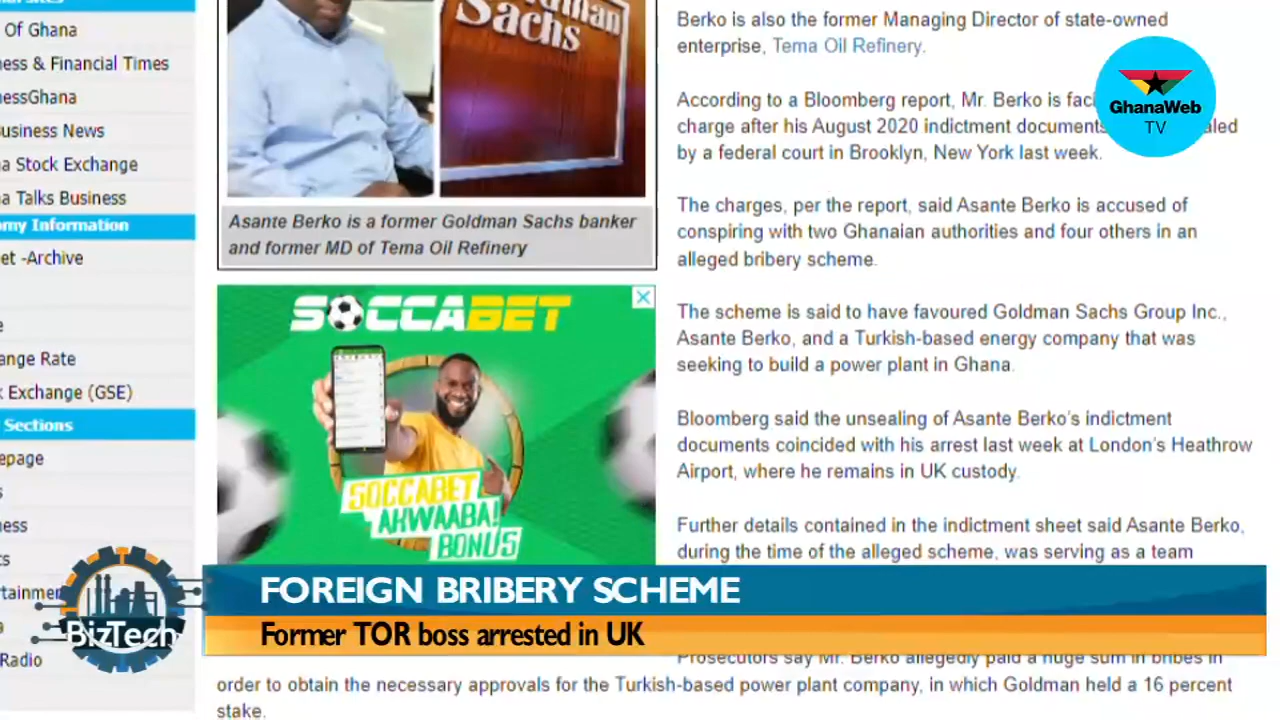 Of Ghana
& Financial Times
Business News
Stock Exchange
Talks Business
Information
-Archive
Rate
Exchange (GSE)
Sections
Radio
Sachs
Asante Berko is a former Goldman Sachs banker
and former MD of Tema Oil Refinery
SOCCABET
SOCCABET
AKWAABA!
BONUS
Berko is also the former Managing Director of state-owned
enterprise, Tema Oil Refinery.
According to a Bloomberg report, Mr. Berko is
charge after his August 2020 indictment documents
by a federal court in Brooklyn, New York last week.
GhanaWeb
TV
The charges, per the report, said Asante Berko is accused of
conspiring with two Ghanaian authorities and four others in an
alleged bribery scheme.
The scheme is said to have favoured Goldman Sachs Group Inc.,
Asante Berko, and a Turkish-based energy company that was
seeking to build a power plant in Ghana.
Bloomberg said the unsealing of Asante Berko's indictment
documents coincided with his arrest last week at London's Heathrow
Airport, where he remains in UK custody.
Further details contained in the indictment sheet said Asante Berko,
during the time of the alleged scheme, was serving as a team
BizTech
FOREIGN BRIBERY SCHEME
Former TOR boss arrested in UK
Prosecutors say Mr. Berko allegedly paid a huge sum in bribes in
order to obtain the necessary approvals for the Turkish-based power plant company, in which Goldman held a 16 percent
stake.